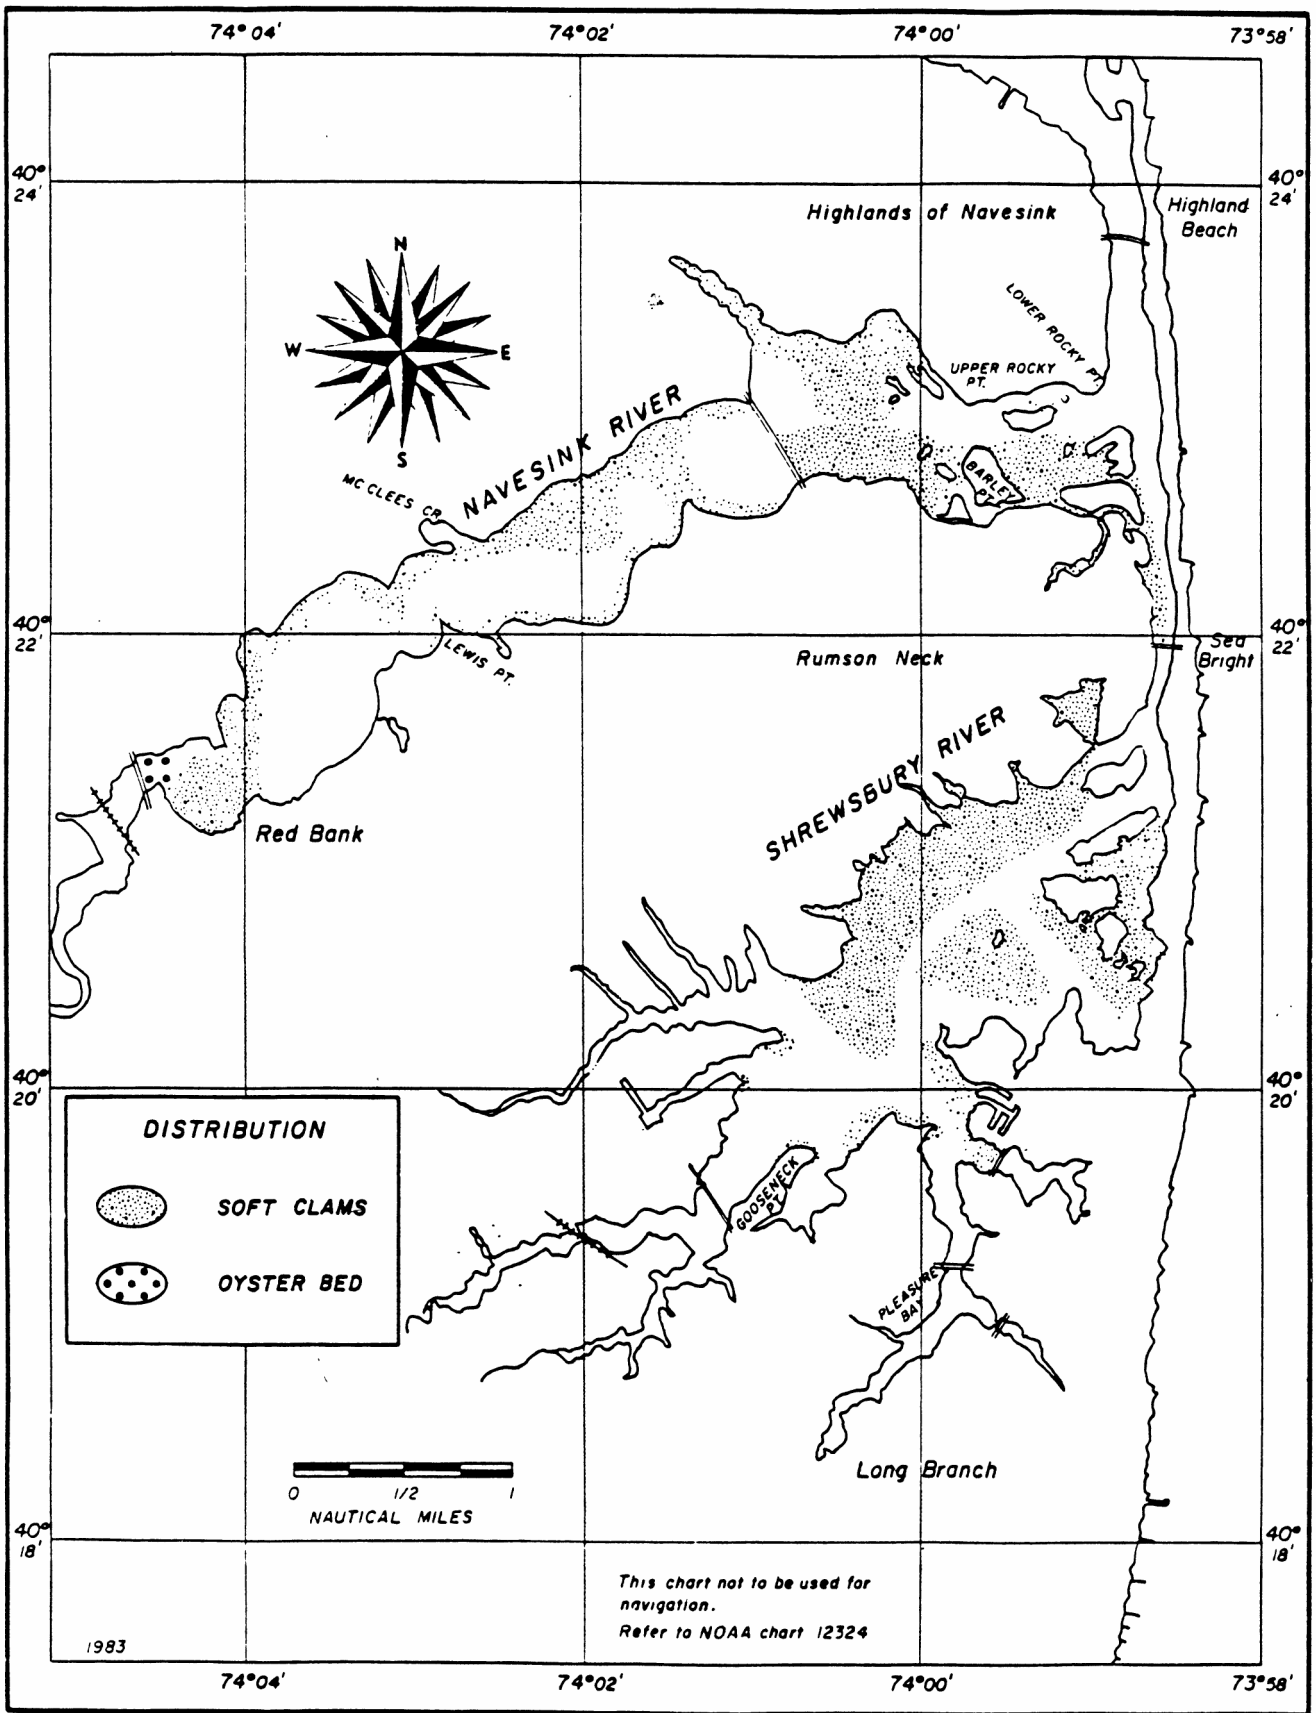 74° 04'
74° 02'
74° 00'
73° 58'
40°
24'
40°
24'
Highlands of Navesink
Highland
Beach
N
W
E
S
LOWER ROCKY PT.
UPPER ROCKY
PT.
NAVESINK RIVER
MC CLEES CR.
BARLEY
PT.
40°
22'
40°
22'
LEWIS PT.
Rumson Neck
Sea
Bright
SHREWSBURY RIVER
Red Bank
40°
20'
40°
20'
DISTRIBUTION
SOFT CLAMS
OYSTER BED
GOOSENECK
PT.
PLEASURE
BAY
Long Branch
0 1/2 1
NAUTICAL MILES
40°
18'
40°
18'
This chart not to be used for
navigation.
Refer to NOAA chart 12324
1983
74° 04'
74° 02'
74° 00'
73° 58'